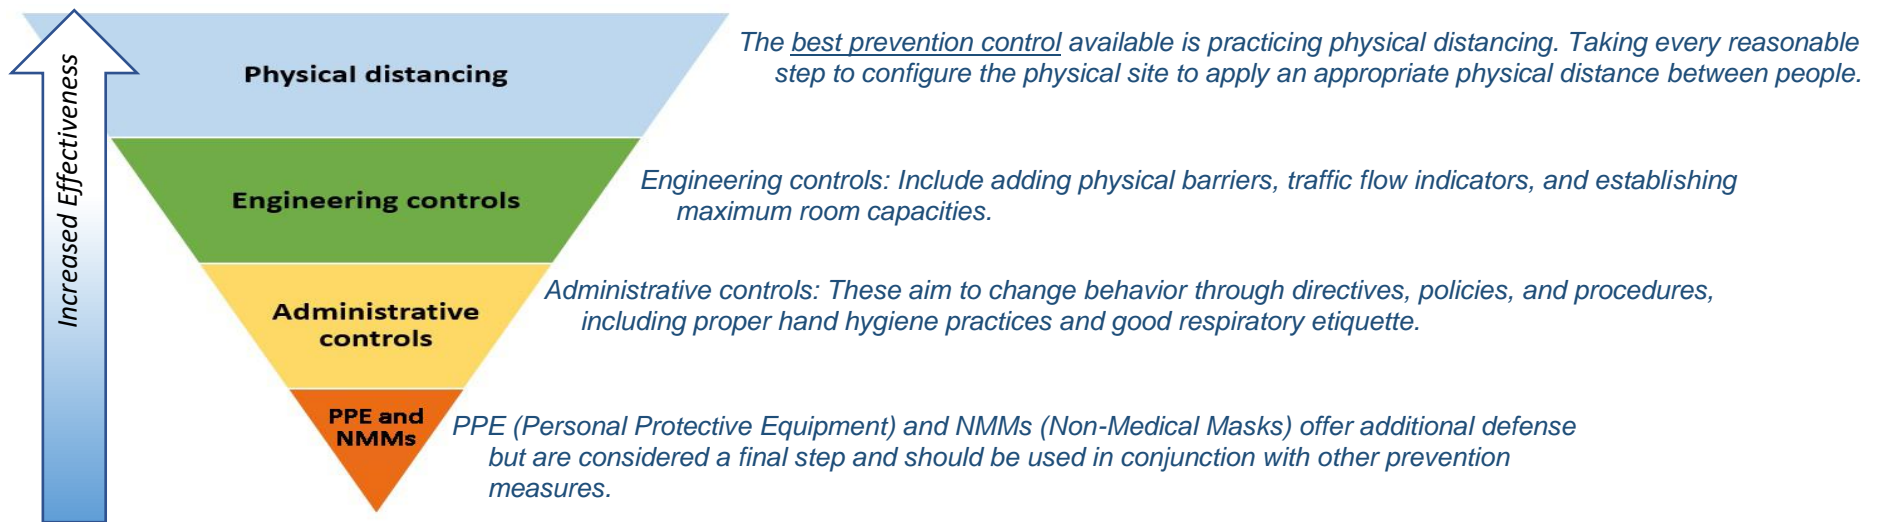 Increased Effectiveness
Physical distancing
The best prevention control available is practicing physical distancing. Taking every reasonable
step to configure the physical site to apply an appropriate physical distance between people.
Engineering controls
Engineering controls: Include adding physical barriers, traffic flow indicators, and establishing
maximum room capacities.
Administrative
controls
Administrative controls: These aim to change behavior through directives, policies, and procedures,
including proper hand hygiene practices and good respiratory etiquette.
PPE and
NMMs
PPE (Personal Protective Equipment) and NMMs (Non-Medical Masks) offer additional defense
but are considered a final step and should be used in conjunction with other prevention
measures.